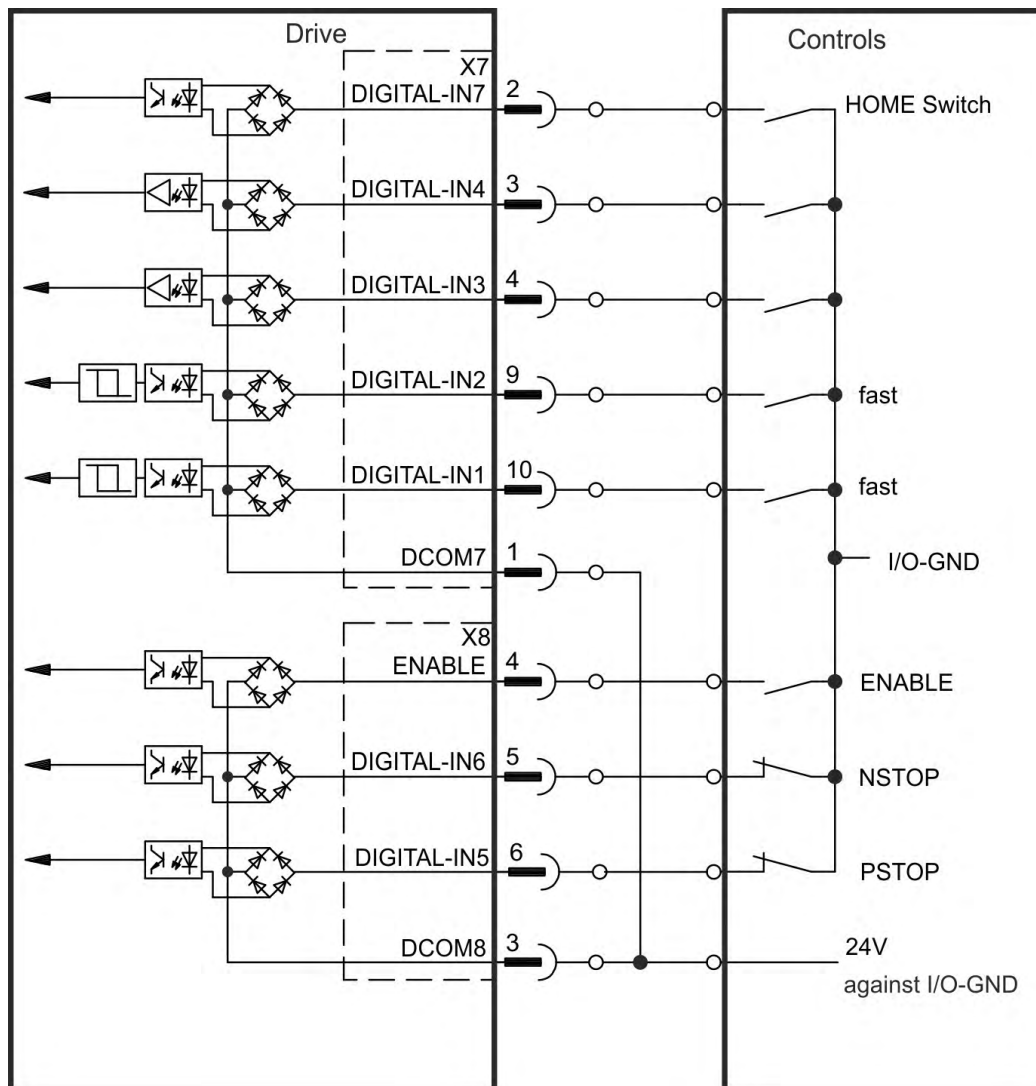 Drive
Controls
X7
DIGITAL-IN7
2
HOME Switch
DIGITAL-IN4
3
DIGITAL-IN3
4
DIGITAL-IN2
9
fast
DIGITAL-IN1
10
fast
DCOM7
1
I/O-GND
X8
ENABLE
4
ENABLE
DIGITAL-IN6
5
NSTOP
DIGITAL-IN5
6
PSTOP
DCOM8
3
24V
against I/O-GND